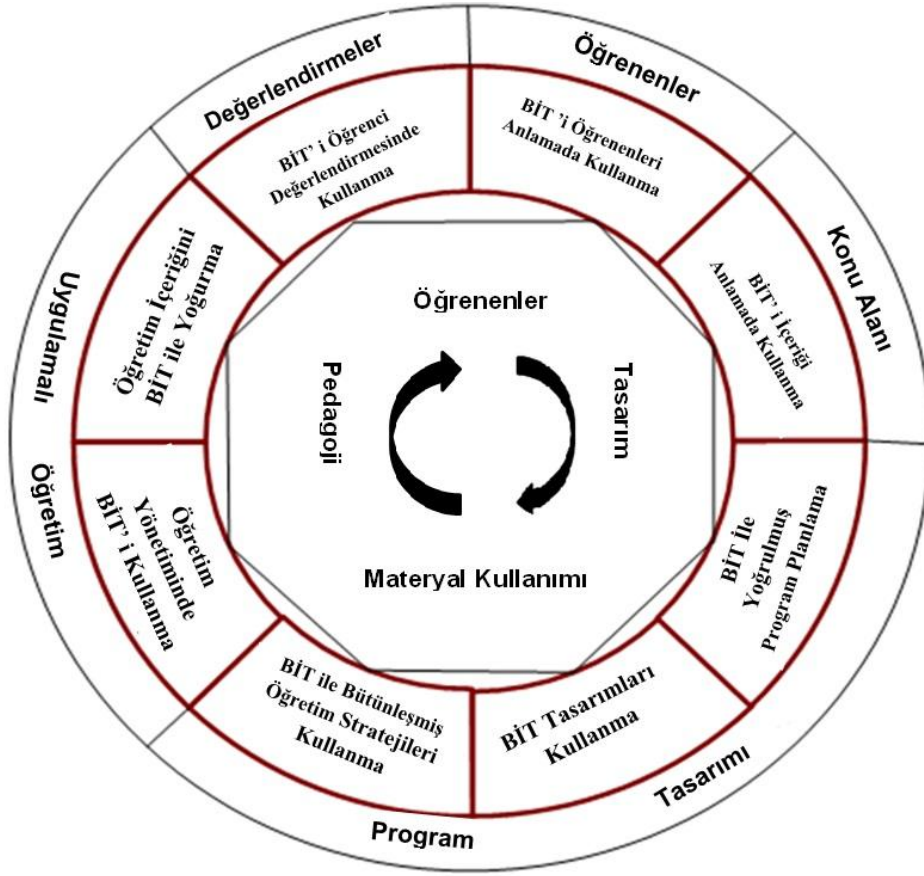 Değerlendirmeler
Öğrenenler
Konu Alanı
Tasarımı
Program
Öğretim
Uygulamalı
BİT' i Öğrenci
Değerlendirmesinde
Kullanma
BİT 'i Öğrenenleri
Anlamada Kullanma
BİT' i İçeriği
Anlamada Kullanma
BİT İle
Yoğrulmuş
Program Planlama
BİT Tasarımları
Kullanma
BİT ile Bütünleşmiş
Öğretim Stratejileri
Kullanma
Öğretim
Yönetiminde
BİT' i Kullanma
Öğretim İçeriğini
BİT ile Yoğurma
Öğrenenler
Tasarım
Materyal Kullanımı
Pedagoji